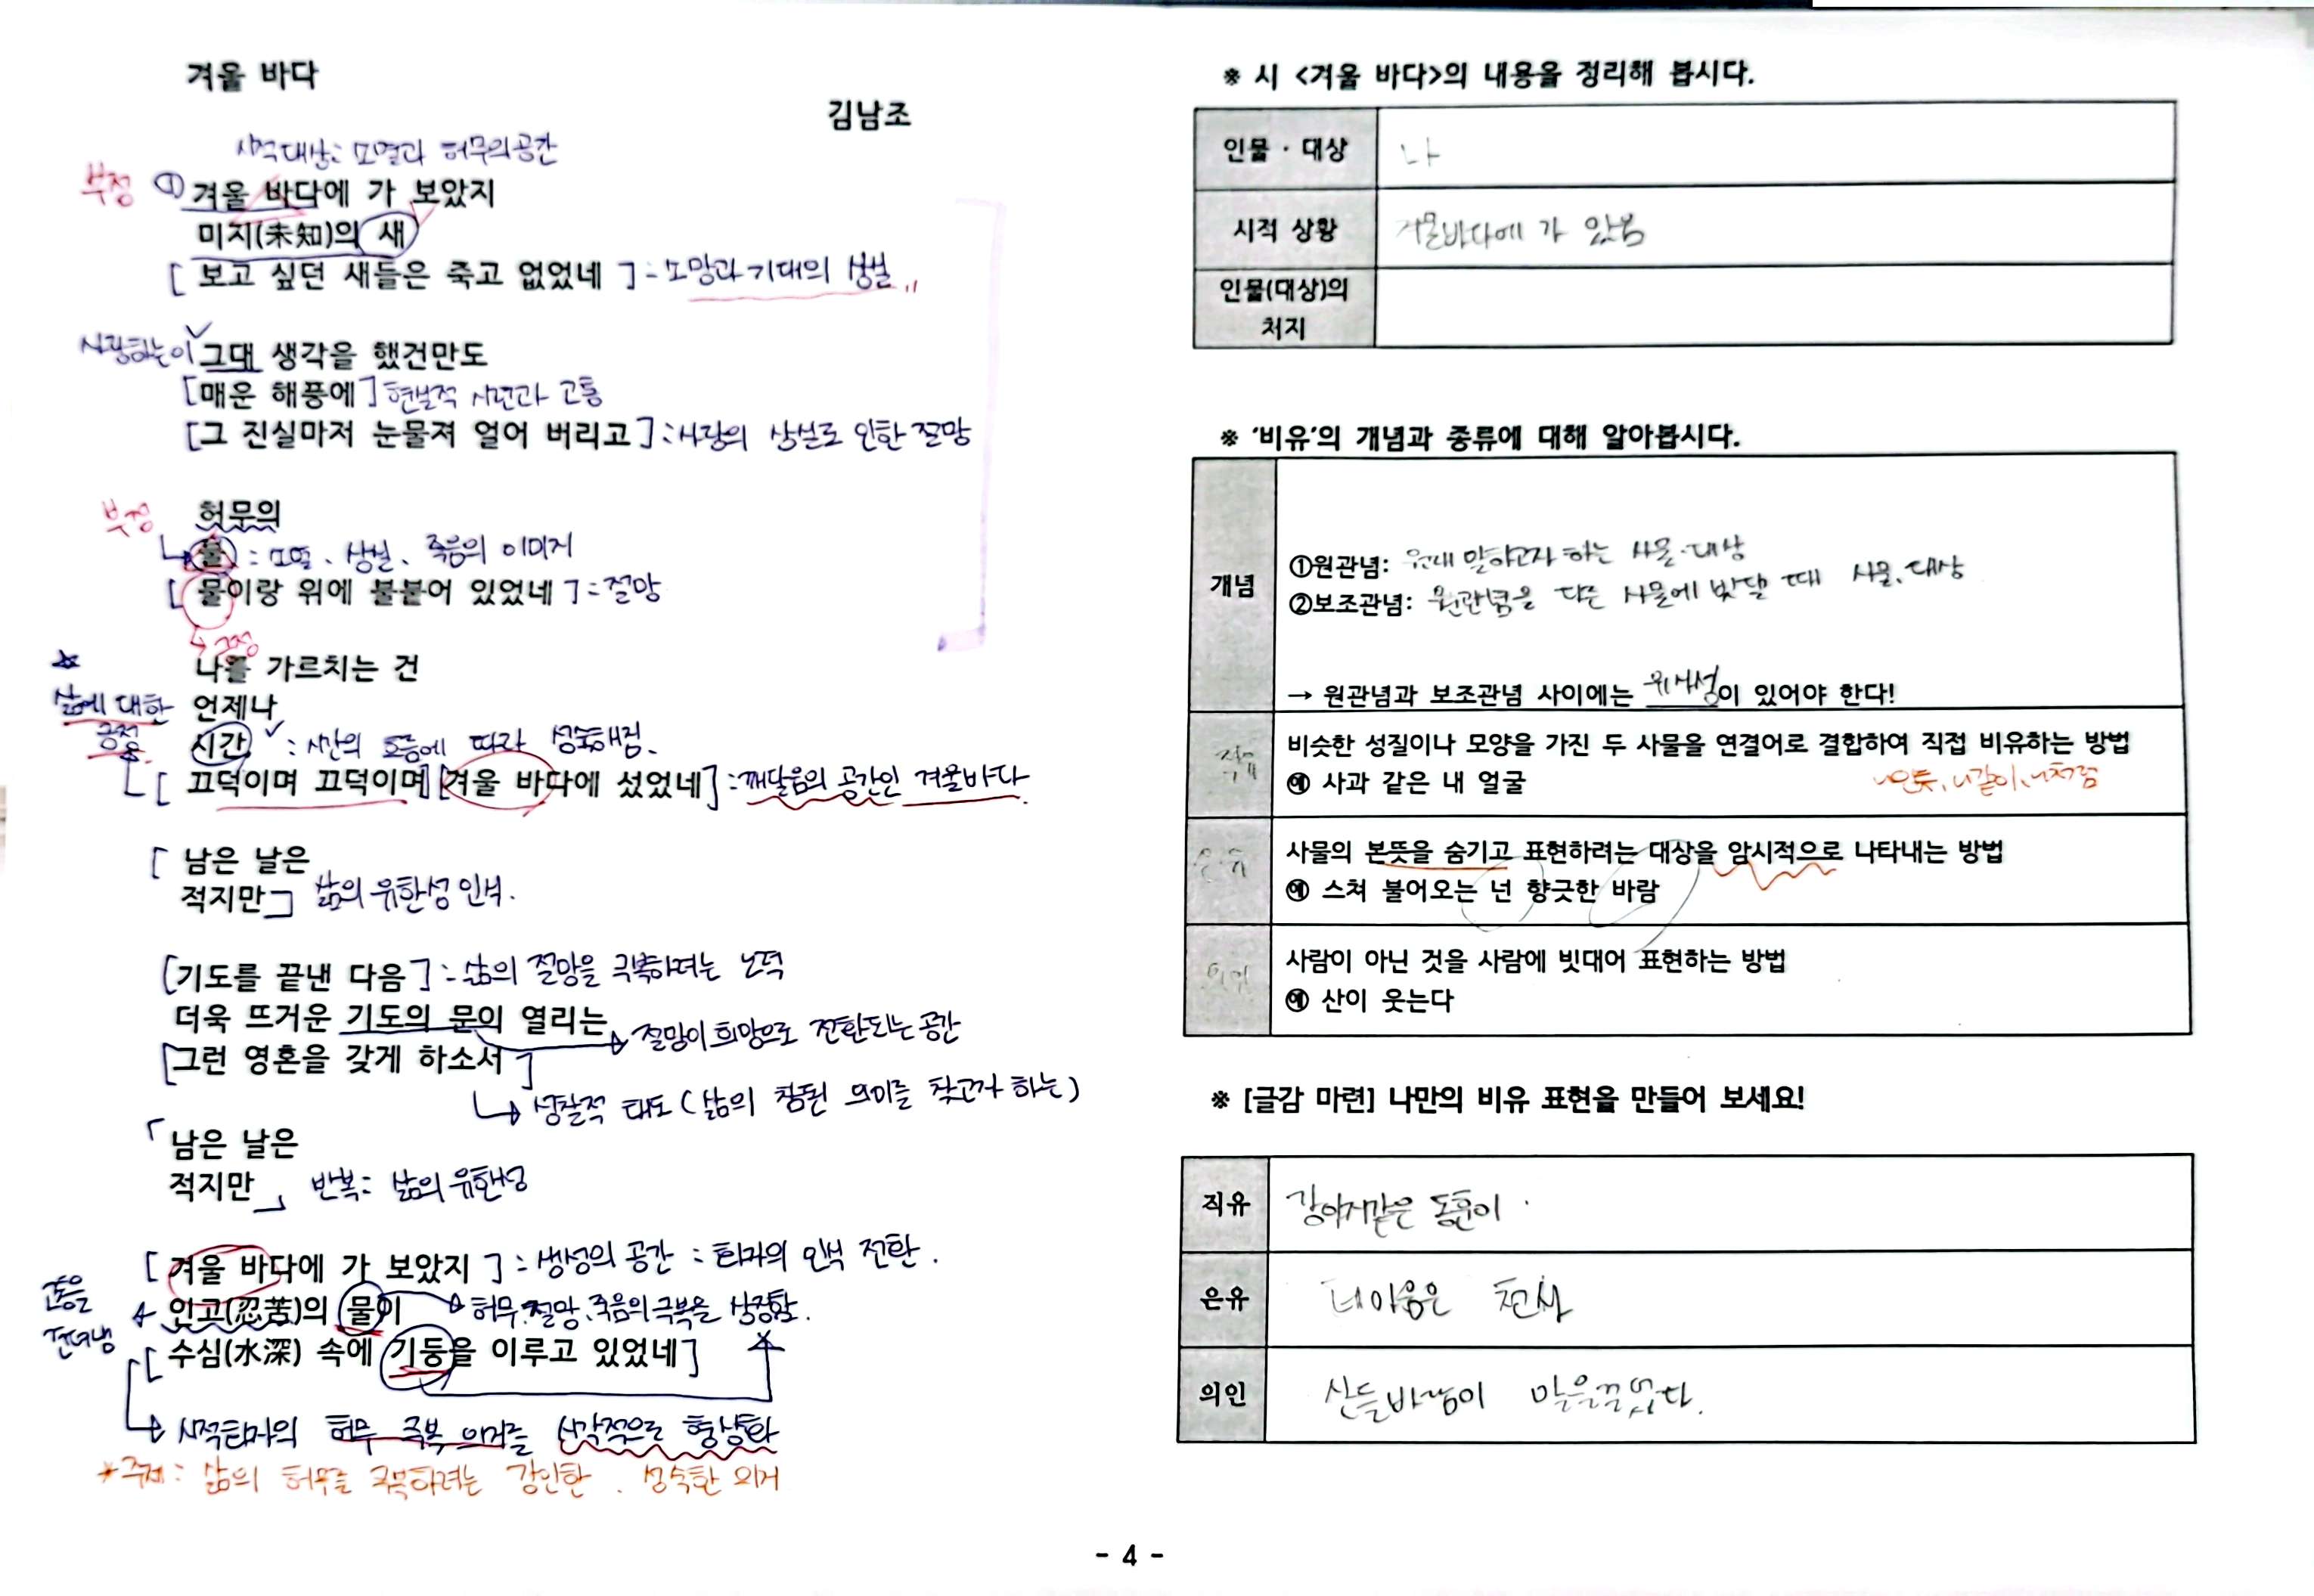 겨울 바다
김남조
시적대상: 소멸과 허무의 공간
부정 ① 겨울 바다에 가 보았지
미지(未知)의 새
[ 보고 싶던 새들은 죽고 없었네 ] : 소망과 기대의 상실
사랑하는이 그대 생각을 했건만도
[매운 해풍에] 현실적 시련과 고통
[그 진실마저 눈물져 얼어 버리고] : 사랑의 상실로 인한 절망
부정 허무의
불 : 소멸、상실、죽음의 이미지
[ 물이랑 위에 불붙어 있었네 ] : 절망
긍정
나를 가르치는 건
삶에 대한 언제나
긍정 시간 : 시간의 흐름에 따라 성숙해짐.
[ 끄덕이며 끄덕이며] [겨울 바다에 섰었네] : 깨달음의 공간인 겨울바다
[ 남은 날은
적지만 ] 삶의 유한성 인식.
[기도를 끝낸 다음 ] : 삶의 절망을 극복하려는 노력
더욱 뜨거운 기도의 문이 열리는
절망이 희망으로 전환되는 공간
[그런 영혼을 갖게 하소서 ]
성찰적 태도 (삶의 참된 의미를 찾고자 하는)
「 남은 날은
적지만 」 반복: 삶의 유한성
[ 겨울 바다에 가 보았지 ] : 생성의 공간 : 화자의 인식 전환.
고통을 견뎌냄
인고(忍苦)의 물이 허무.절망、죽음의 극복을 상징함.
[ 수심(水深) 속에 기둥을 이루고 있었네]
시적화자의 허무 극복 의지를 시각적으로 형상화
*주제: 삶의 허무를 극복하려는 강인한. 성숙한 의지
※ 시 <겨울 바다>의 내용을 정리해 봅시다.
인물 · 대상 나
시적 상황 겨울바다에 가 있음
인물(대상)의
처지
※ '비유'의 개념과 종류에 대해 알아봅시다.
개념
①원관념: 원래 말하고자 하는 사물.대상
②보조관념: 원관념을 다른 사물에 빗댈 때 사물、대상
→ 원관념과 보조관념 사이에는 유사성이 있어야 한다!
직유 비슷한 성질이나 모양을 가진 두 사물을 연결어로 결합하여 직접 비유하는 방법
예 사과 같은 내 얼굴
~인듯、~같이、~처럼
은유 사물의 본뜻을 숨기고 표현하려는 대상을 암시적으로 나타내는 방법
예 스쳐 불어오는 넌 향긋한 바람
의인 사람이 아닌 것을 사람에 빗대어 표현하는 방법
예 산이 웃는다
※ [글감 마련] 나만의 비유 표현을 만들어 보세요!
직유 강아지같은 동훈이.
은유 천사
의인 산들바람이
- 4 -